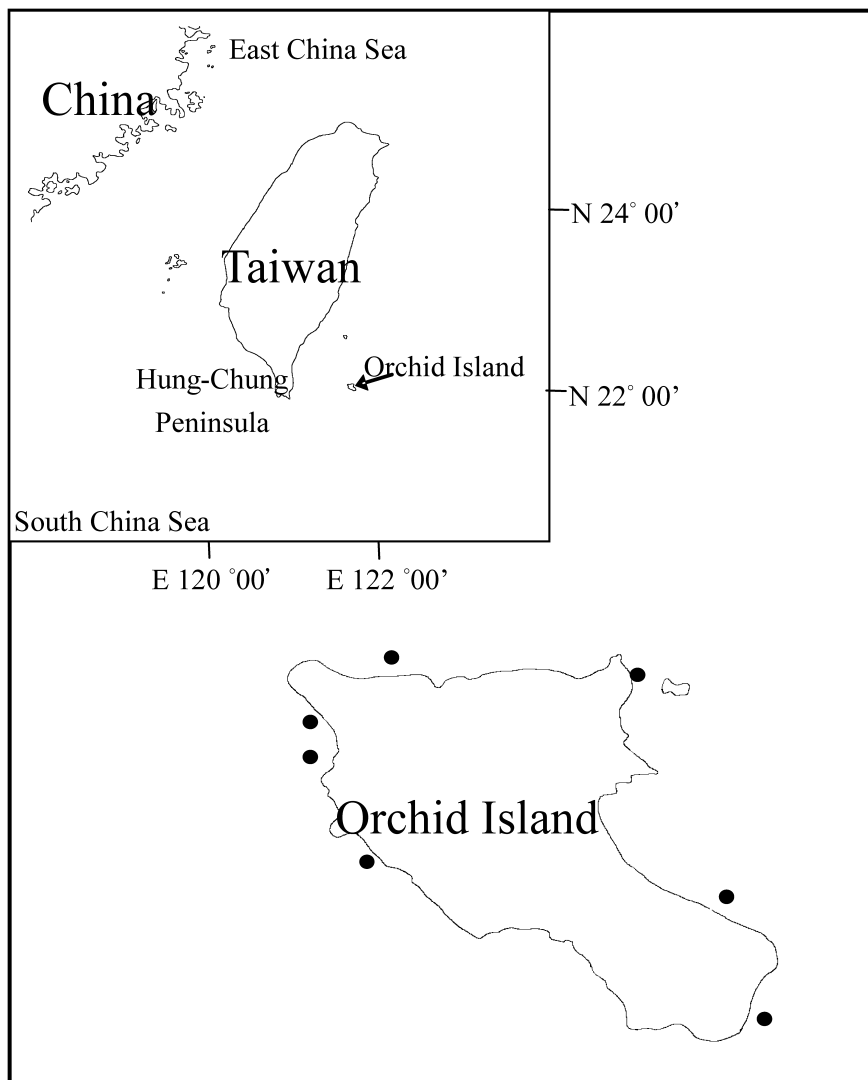 East China Sea
China
N 24° 00’
Taiwan
Orchid Island
Hung-Chung
Peninsula
N 22° 00’
South China Sea
E 120 °00’
E 122 °00’
Orchid Island